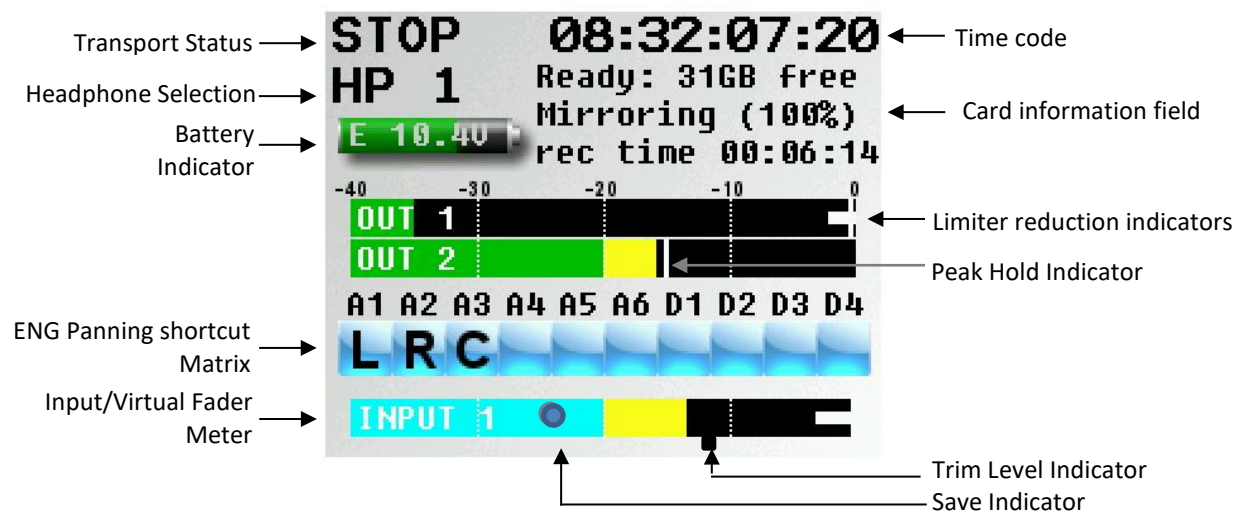 Transport Status
STOP 08:32:07:20
Time code
Headphone Selection
HP 1
Ready: 31GB free
Mirroring (100%)
rec time 00:06:14
Card information field
Battery
Indicator
E 10.4V
-40 -30 -20 -10 0
OUT 1
Limiter reduction indicators
OUT 2
Peak Hold Indicator
A1 A2 A3 A4 A5 A6 D1 D2 D3 D4
ENG Panning shortcut
Matrix
L R C
Input/Virtual Fader
Meter
INPUT 1
Trim Level Indicator
Save Indicator